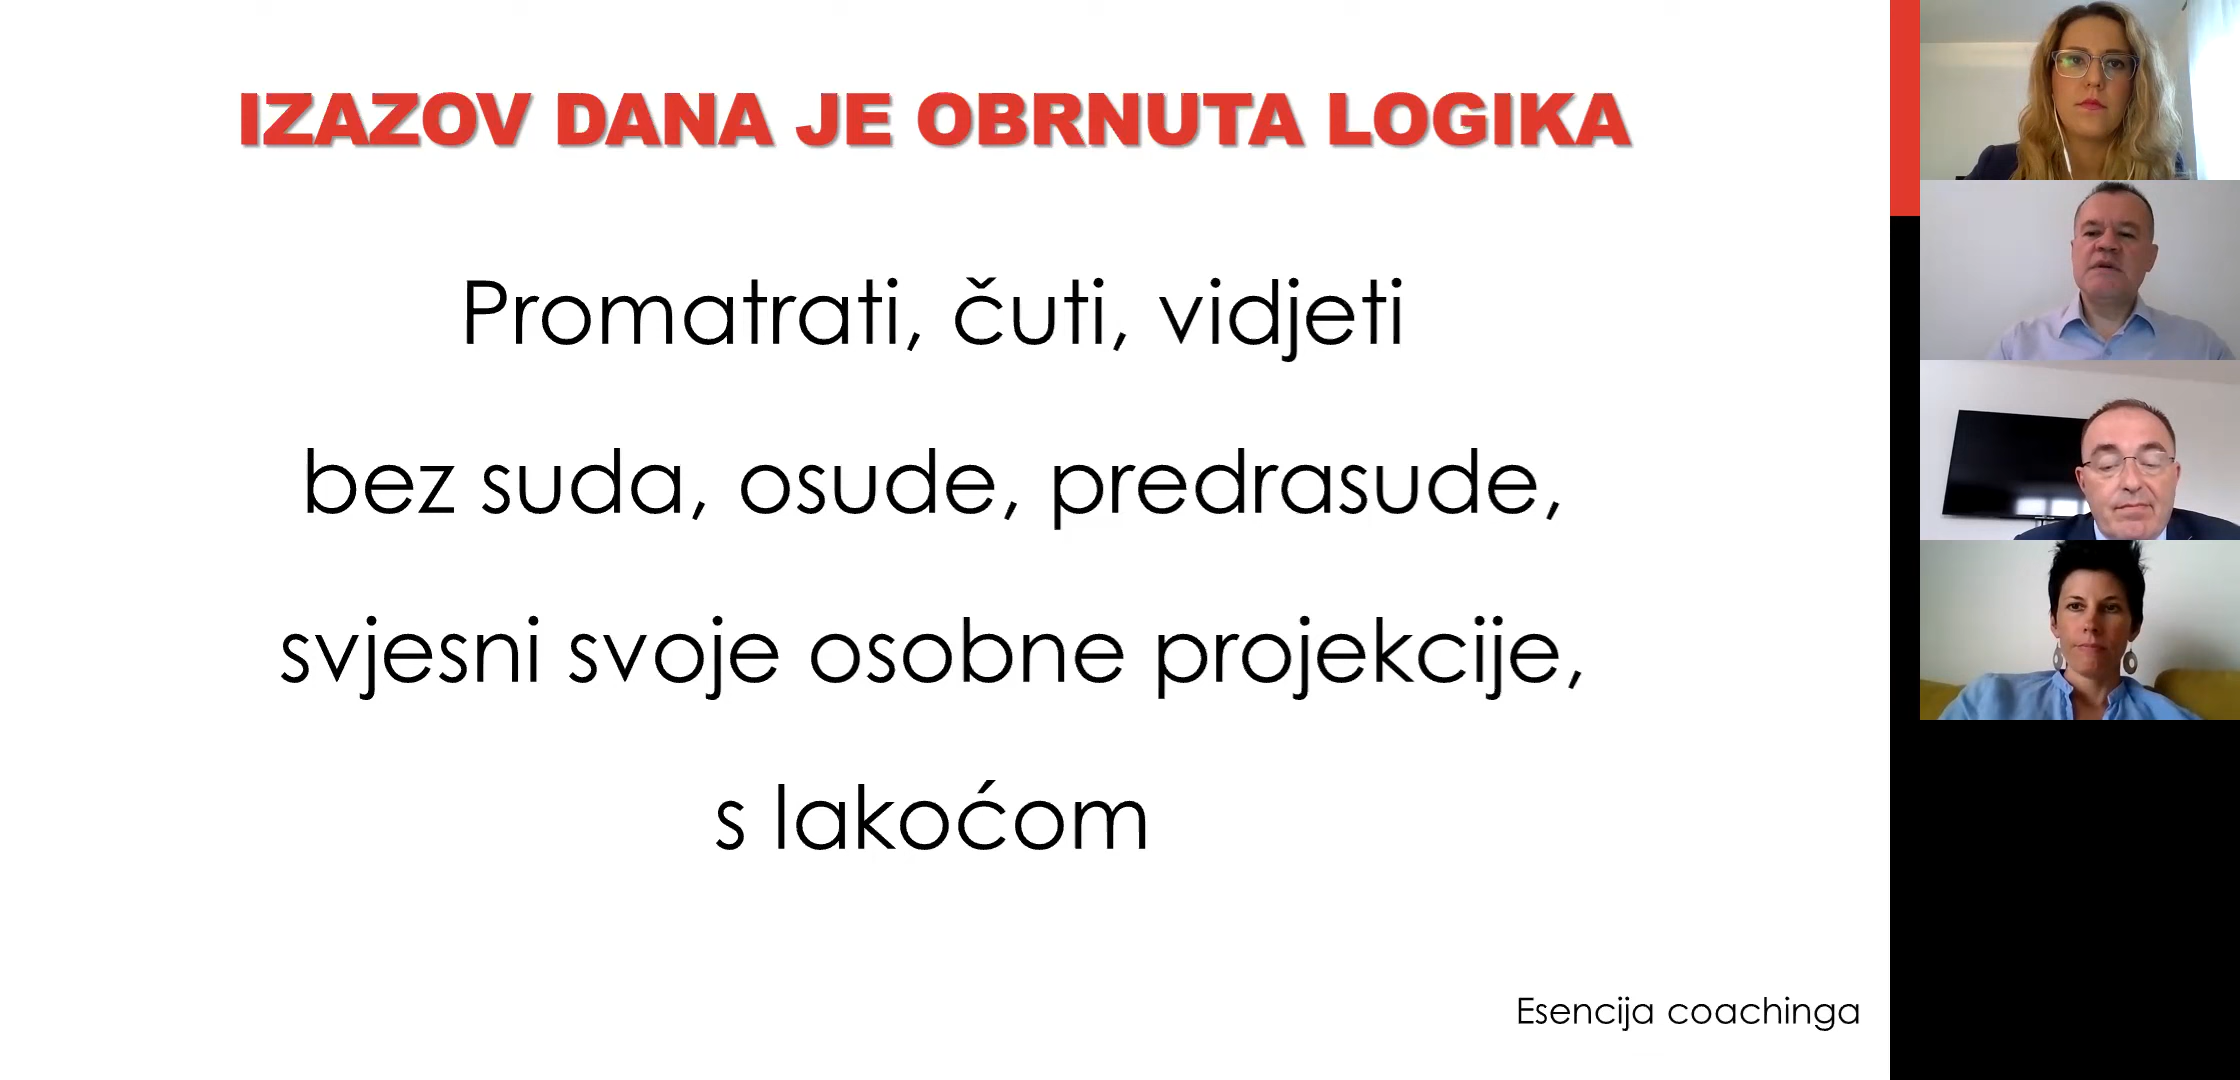 IZAZOV DANA JE OBRNUTA LOGIKA
Promatrati, čuti, vidjeti
bez suda, osude, predrasude,
svjesni svoje osobne projekcije,
s lakoćom
Esencija coachinga